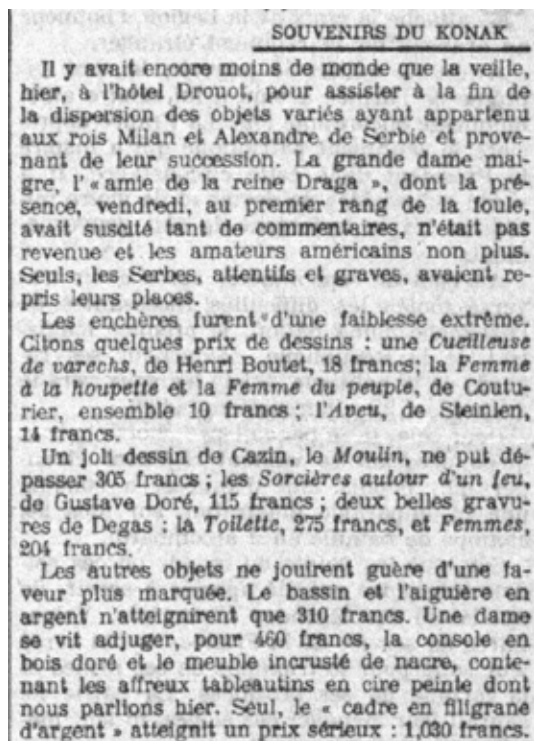 SOUVENIRS DU KONAK
Il y avait encore moins de monde que la veille,
hier, à l'hôtel Drouot, pour assister à la fin de
la dispersion des objets variés ayant appartenu
aux rois Milan et Alexandre de Serbie et prove-
nant de leur succession. La grande dame mai-
gre, l'« amie de la reine Draga », dont la pré-
sence, vendredi, au premier rang de la foule,
avait suscité tant de commentaires, n'était pas
revenue et les amateurs américains non plus.
Seuls, les Serbes, attentifs et graves, avaient re-
pris leurs places.
Les enchères furent d'une faiblesse extrême.
Citons quelques prix de dessins : une Cueilleuse
de varechs, de Henri Boutet, 18 francs; la Femme
à la houpette et la Femme du peuple, de Coutu-
rier, ensemble 10 francs ; l'Aveu, de Steinlen,
14 francs.
Un joli dessin de Cazin, le Moulin, ne put dé-
passer 305 francs ; les Sorcières autour d'un feu,
de Gustave Doré, 115 francs ; deux belles gravu-
res de Degas : la Toilette, 275 francs, et Femmes,
204 francs.
Les autres objets ne jouirent guère d'une fa-
veur plus marquée. Le bassin et l'aiguière en
argent n'atteignirent que 310 francs. Une dame
se vit adjuger, pour 460 francs, la console en
bois doré et le meuble incrusté de nacre, conte-
nant les affreux tableautins en cire peinte dont
nous parlions hier. Seul, le « cadre en filigrane
d'argent » atteignit un prix sérieux : 1,030 francs.